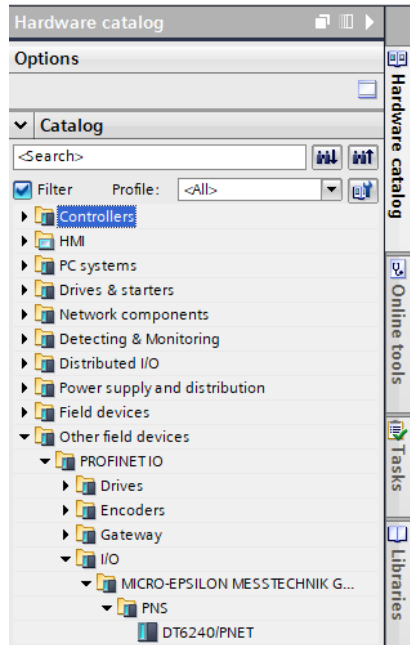 Hardware catalog
Options
Catalog
<Search>
Filter Profile: <All>
Controllers
HMI
PC systems
Drives & starters
Network components
Detecting & Monitoring
Distributed I/O
Power supply and distribution
Field devices
Other field devices
PROFINET IO
Drives
Encoders
Gateway
I/O
MICRO-EPSILON MESSTECHNIK G...
PNS
DT6240/PNET
Hardware catalog
Online tools
Tasks
Libraries